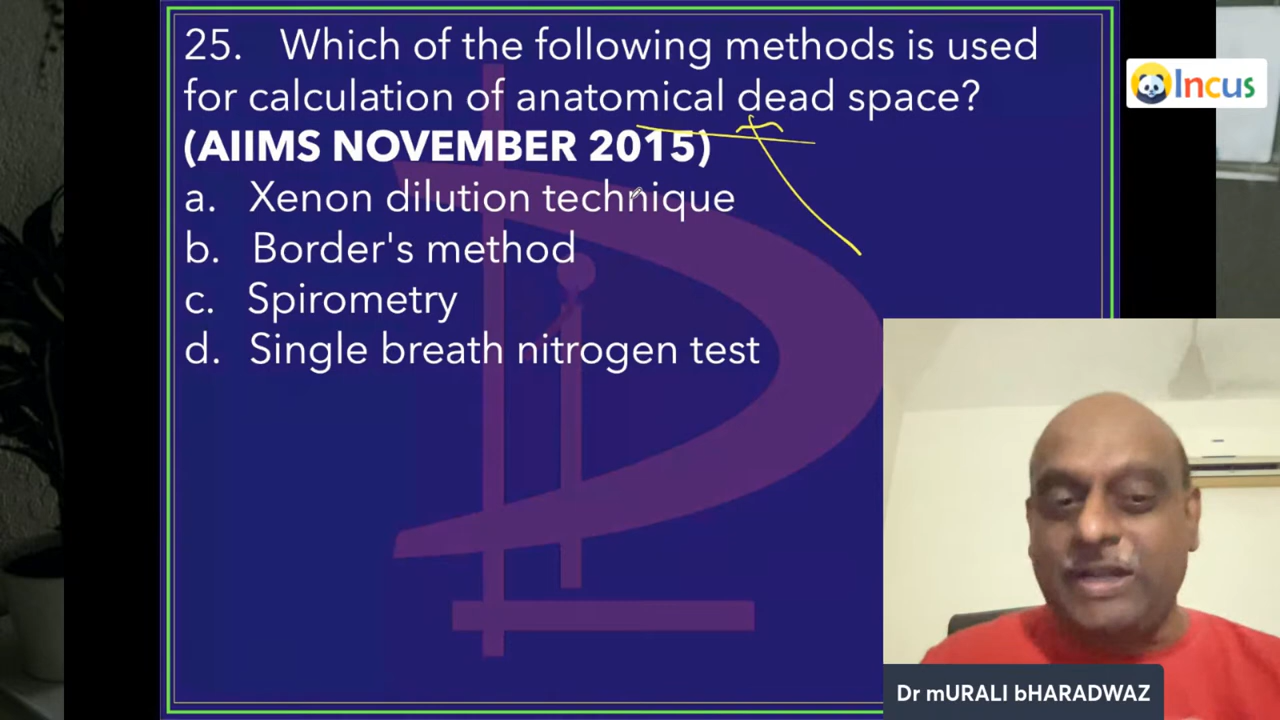 25. Which of the following methods is used
for calculation of anatomical dead space?
(AIIMS NOVEMBER 2015)
a. Xenon dilution technique
b. Border's method
c. Spirometry
d. Single breath nitrogen test
Incus
Dr mURALI bHARADWAZ